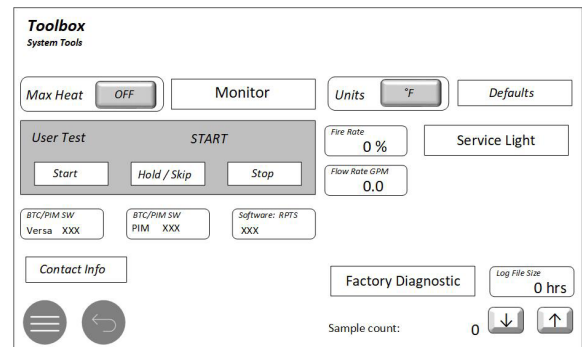 Toolbox
System Tools
Max Heat OFF Monitor Units °F Defaults
User Test START
Start Hold / Skip Stop
Fire Rate
0 %
Service Light
Flow Rate GPM
0.0
BTC/PIM SW
Versa XXX
BTC/PIM SW
PIM XXX
Software: RPTS
XXX
Contact Info
Factory Diagnostic
Log File Size
0 hrs
Sample count: 0